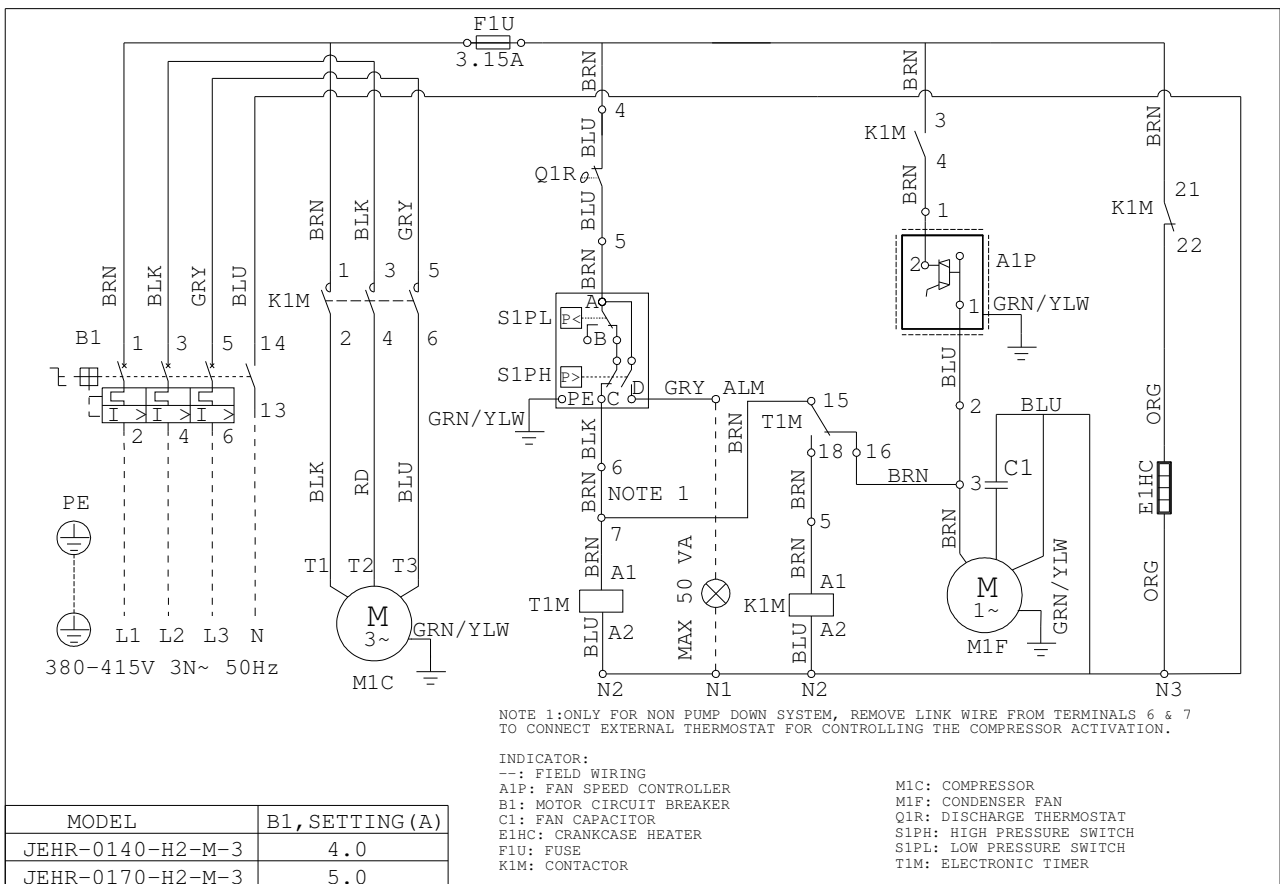 F1U
3.15A
BRN
BLU
4
Q1R
BLU
5
BRN
BRN
K1M
3
4
BRN
1
BRN
K1M
21
22
BRN
BLK
GRY
BLU
B1
1
3
5
14
I >
I >
I >
13
2
4
6
BRN
BLK
GRY
K1M
1
3
5
2
4
6
BLK
RD
BLU
T1
T2
T3
M
3~
GRN/YLW
M1C
PE
L1
L2
L3
N
380-415V 3N~ 50Hz
S1PL
P<
A
B
S1PH
P>
PE
C
D
GRN/YLW
GRY
ALM
BLK
6
BRN
NOTE 1
7
BRN
A1
T1M
A2
BLU
N2
MAX 50 VA
N1
BRN
T1M
15
18
16
BRN
BRN
5
BRN
A1
K1M
A2
BLU
N2
2
A1P
1
GRN/YLW
BLU
2
BLU
3
C1
BRN
M
1~
M1F
GRN/YLW
ORG
E1HC
ORG
N3
NOTE 1:ONLY FOR NON PUMP DOWN SYSTEM, REMOVE LINK WIRE FROM TERMINALS 6 & 7
TO CONNECT EXTERNAL THERMOSTAT FOR CONTROLLING THE COMPRESSOR ACTIVATION.
INDICATOR:
--: FIELD WIRING
A1P: FAN SPEED CONTROLLER
B1: MOTOR CIRCUIT BREAKER
C1: FAN CAPACITOR
E1HC: CRANKCASE HEATER
F1U: FUSE
K1M: CONTACTOR
M1C: COMPRESSOR
M1F: CONDENSER FAN
Q1R: DISCHARGE THERMOSTAT
S1PH: HIGH PRESSURE SWITCH
S1PL: LOW PRESSURE SWITCH
T1M: ELECTRONIC TIMER
MODEL B1,SETTING(A)
JEHR-0140-H2-M-3 4.0
JEHR-0170-H2-M-3 5.0